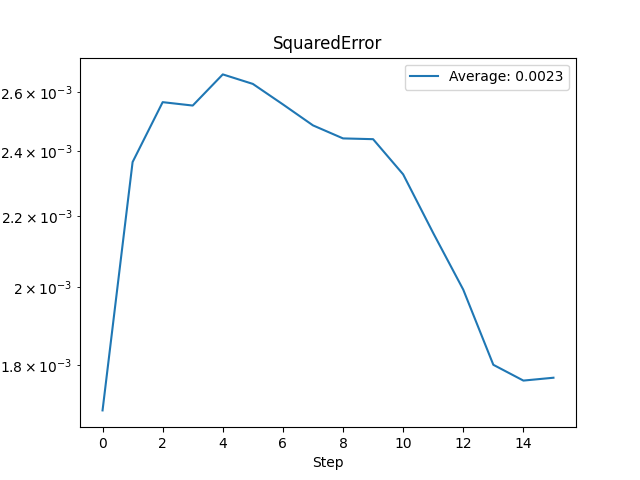 SquaredError
Average: 0.0023
2.6 × 10⁻³
2.4 × 10⁻³
2.2 × 10⁻³
2 × 10⁻³
1.8 × 10⁻³
0 2 4 6 8 10 12 14
Step